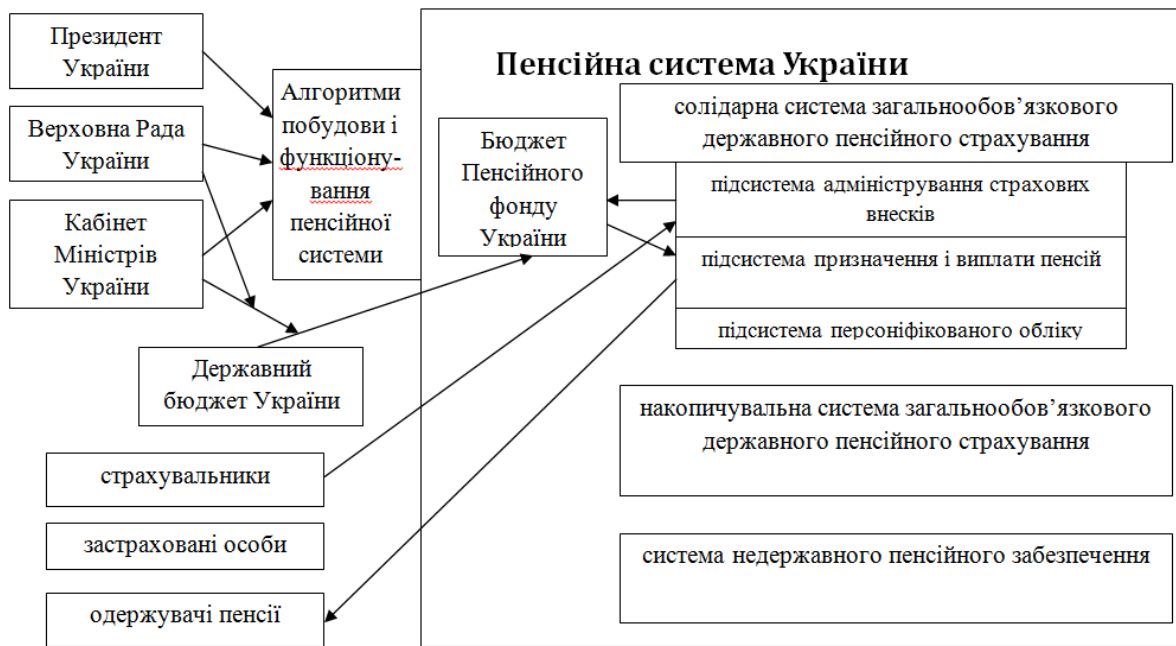 Президент
України
Верховна Рада
України
Кабінет
Міністрів
України
Алгоритми
побудови і
функціону-
вання
пенсійної
системи
Державний
бюджет України
страхувальники
застраховані особи
одержувачі пенсії
Пенсійна система України
Бюджет
Пенсійного
фонду
України
солідарна система загальнообов’язкового
державного пенсійного страхування
підсистема адміністрування страхових
внесків
підсистема призначення і виплати пенсій
підсистема персоніфікованого обліку
накопичувальна система загальнообов’язкового
державного пенсійного страхування
система недержавного пенсійного забезпечення